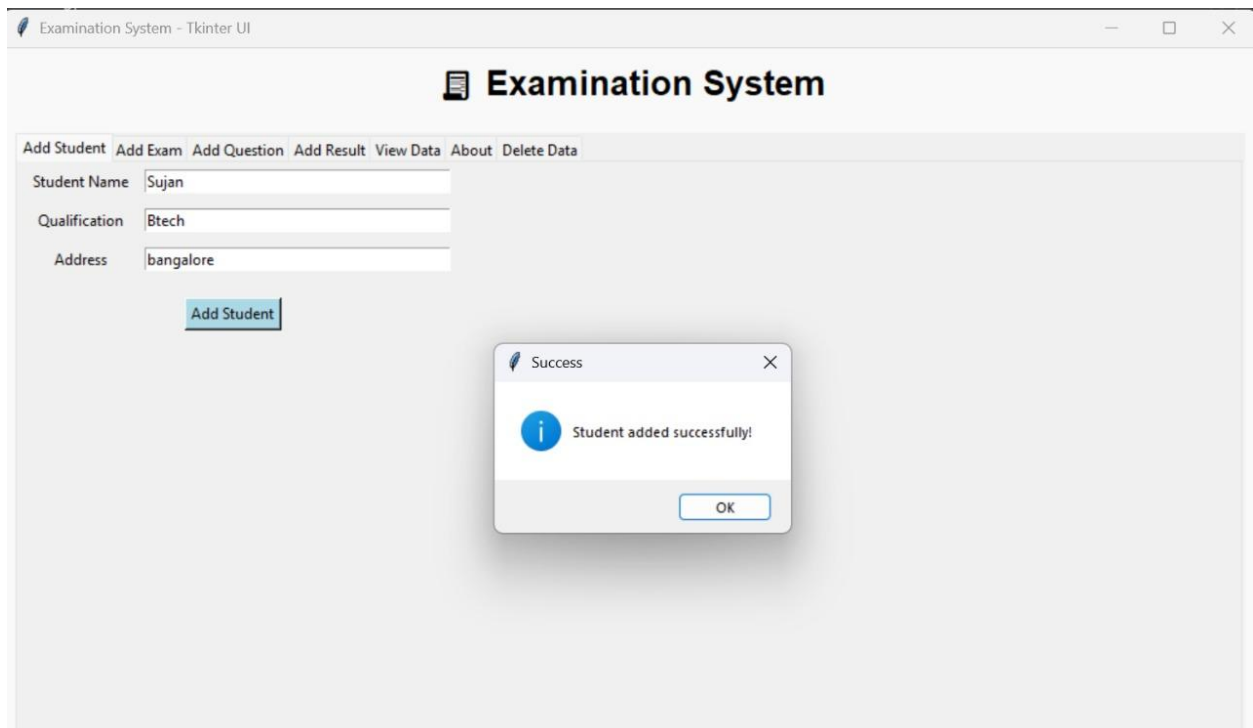 Examination System - Tkinter UI
Examination System
Add Student Add Exam Add Question Add Result View Data About Delete Data
Student Name Sujan
Qualification Btech
Address bangalore
Add Student
Success
Student added successfully!
OK